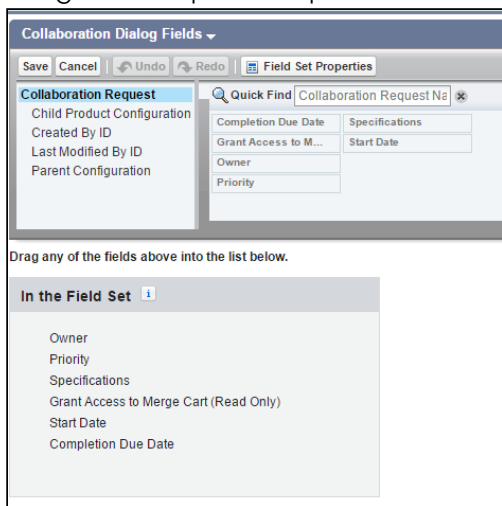 Collaboration Dialog Fields
Save Cancel Undo Redo Field Set Properties
Collaboration Request
Child Product Configuration
Created By ID
Last Modified By ID
Parent Configuration
Quick Find Collaboration Request Na
Completion Due Date Specifications
Grant Access to M... Start Date
Owner
Priority
Drag any of the fields above into the list below.
In the Field Set i
Owner
Priority
Specifications
Grant Access to Merge Cart (Read Only)
Start Date
Completion Due Date